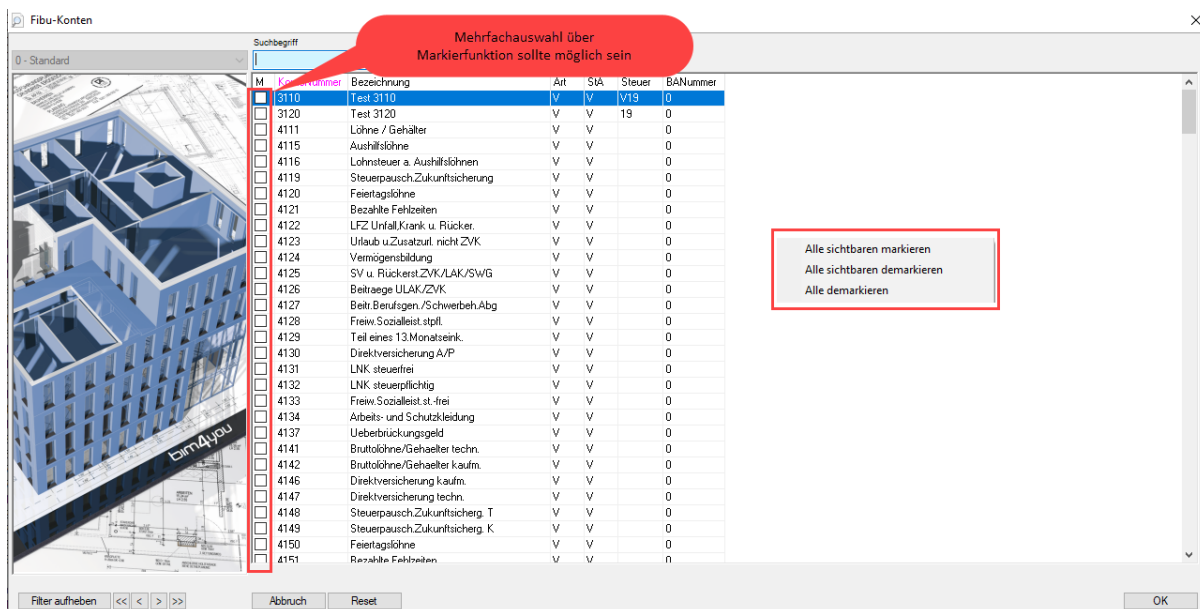 Fibu-Konten
Suchbegriff
0 - Standard
Mehrfachauswahl über
Markierfunktion sollte möglich sein
M Bezeichnung Art StA Steuer BANummer
3110 Test 3110 V V V19 0
3120 Test 3120 V V 19 0
4111 Löhne / Gehälter V V 0
4115 Aushilfslöhne V V 0
4116 Lohnsteuer a. Aushilfslöhnen V V 0
4119 Steuerpausch.Zukunftsicherung V V 0
4120 Feiertagslöhne V V 0
4121 Bezahlte Fehlzeiten V V 0
4122 LFZ Unfall,Krank u. Rücker. V V 0
4123 Urlaub u.Zusatzurl. nicht ZVK V V 0
4124 Vermögensbildung V V 0
4125 SV u. Rückerst.ZVK/LAK/SWG V V 0
4126 Beitraege ULAK/ZVK V V 0
4127 Beitr.Berufsgen./Schwerbeh.Abg V V 0
4128 Freiw.Sozialleist.stpfl. V V 0
4129 Teil eines 13.Monatseink. V V 0
4130 Direktversicherung A/P V V 0
4131 LNK steuerfrei V V 0
4132 LNK steuerpflichtig V V 0
4133 Freiw.Sozialleist.st.-frei V V 0
4134 Arbeits- und Schutzkleidung V V 0
4137 Ueberbrückungsgeld V V 0
4141 Bruttolöhne/Gehaelter techn. V V 0
4142 Bruttolöhne/Gehaelter kaufm. V V 0
4146 Direktversicherung kaufm. V V 0
4147 Direktversicherung techn. V V 0
4148 Steuerpausch.Zukunftsicherg. T V V 0
4149 Steuerpausch.Zukunftsicherg. K V V 0
4150 Feiertagslöhne V V 0
4151 Bezahlte Fehlzeiten V V 0
Alle sichtbaren markieren
Alle sichtbaren demarkieren
Alle demarkieren
bim4you
Filter aufheben << < > >> Abbruch Reset OK